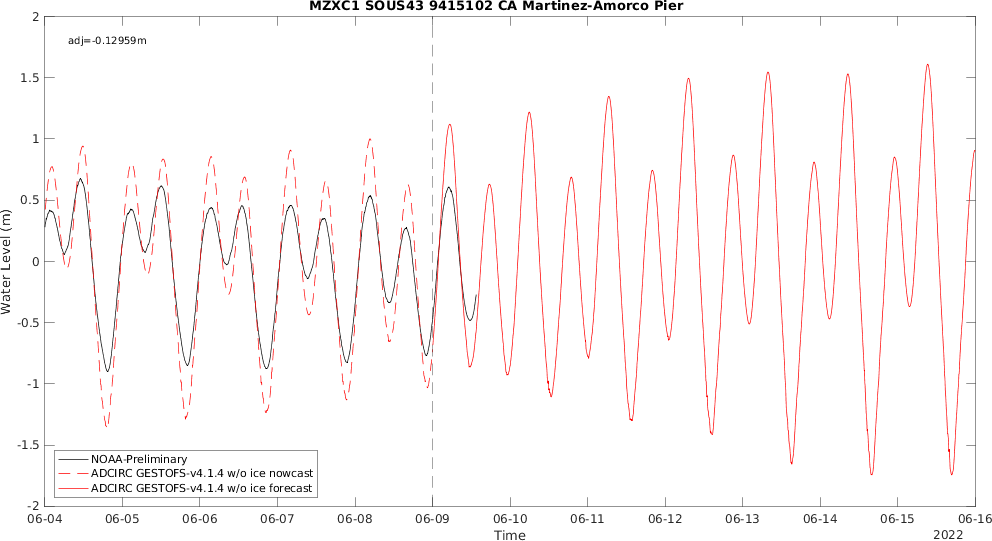 MZXC1 SOUS43 9415102 CA Martinez-Amorco Pier
adj=-0.12959m
2
1.5
1
0.5
0
-0.5
-1
-1.5
-2
Water Level (m)
NOAA-Preliminary
ADCIRC GESTOFS-v4.1.4 w/o ice nowcast
ADCIRC GESTOFS-v4.1.4 w/o ice forecast
06-04 06-05 06-06 06-07 06-08 06-09 06-10 06-11 06-12 06-13 06-14 06-15 06-16
Time
2022